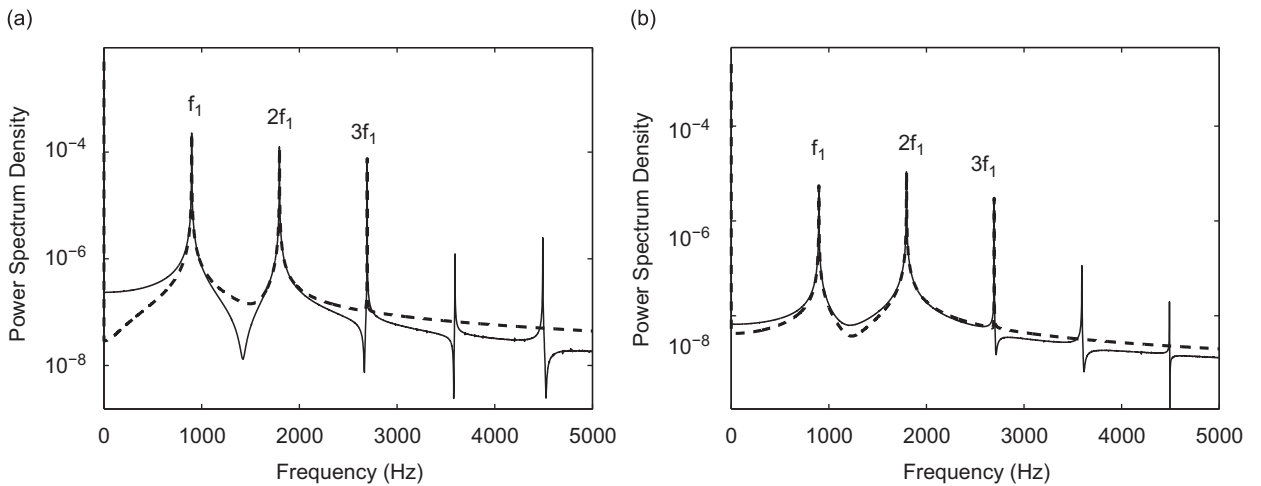 (a)
Power Spectrum Density
10⁻⁴
10⁻⁶
10⁻⁸
f₁
2f₁
3f₁
0 1000 2000 3000 4000 5000
Frequency (Hz)
(b)
Power Spectrum Density
10⁻⁴
10⁻⁶
10⁻⁸
f₁
2f₁
3f₁
0 1000 2000 3000 4000 5000
Frequency (Hz)